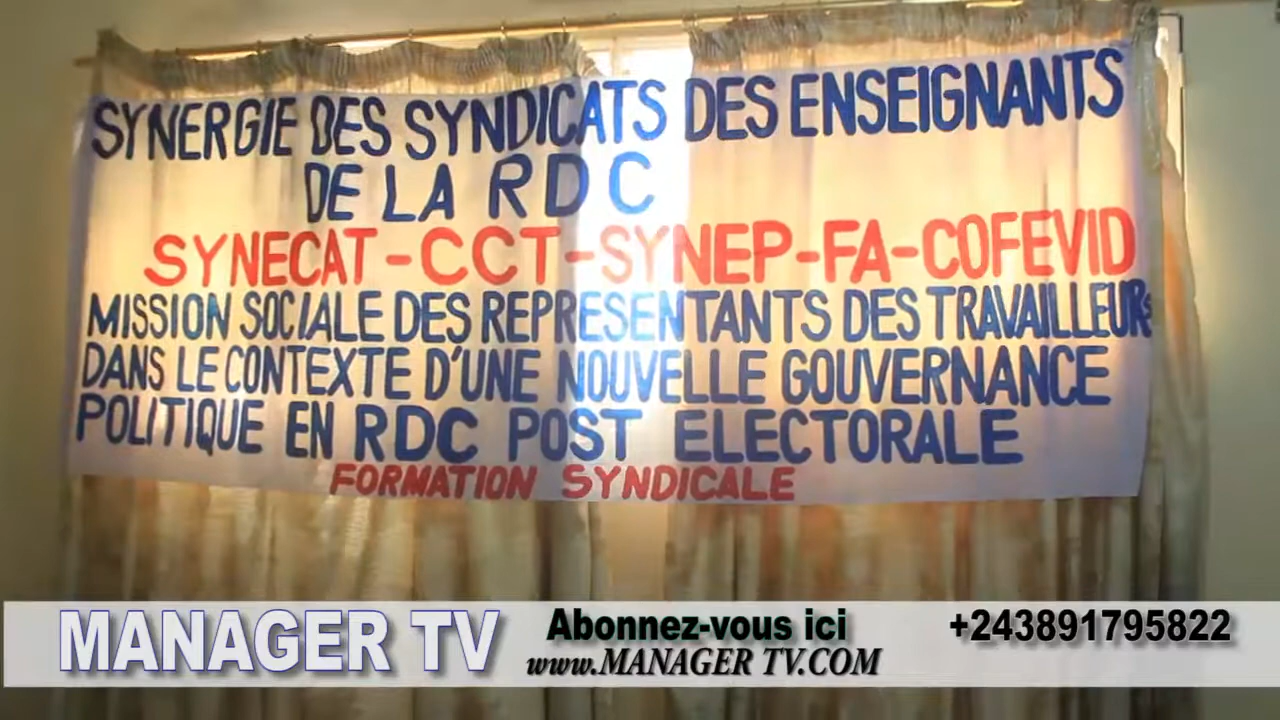 SYNERGIE DES SYNDICATS DES ENSEIGNANTS
DE LA RDC
SYNECAT-CCT-SYNEP-FA-COFEVID
MISSION SOCIALE DES REPRESENTANTS DES TRAVAILLEURS
DANS LE CONTEXTE D'UNE NOUVELLE GOUVERNANCE
POLITIQUE EN RDC POST ELECTORALE
FORMATION SYNDICALE
MANAGER TV
Abonnez-vous ici
+243891795822
www.MANAGER TV.COM